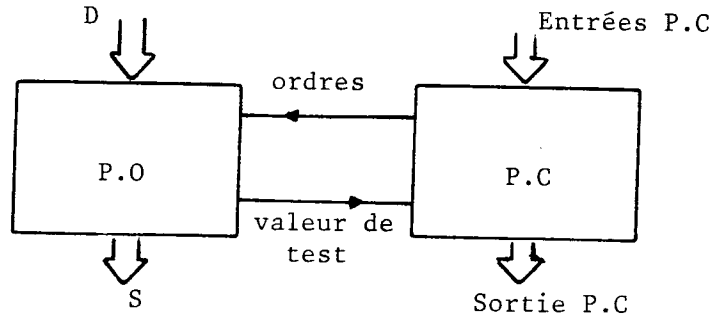 D
Entrées P.C
ordres
P.O
P.C
valeur de
test
S
Sortie P.C